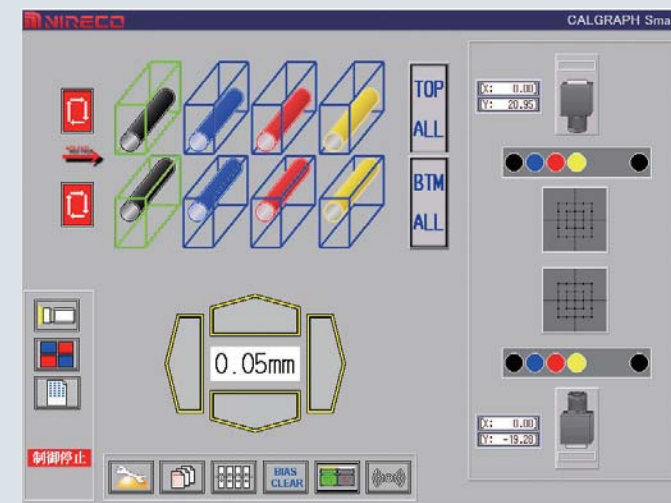 NIRECO
CALGRAPH Sma
TOP
ALL
BTM
ALL
X: 0.00
Y: 20.95
X: 0.00
Y: -19.20
0.05mm
制御停止
BIAS
CLEAR